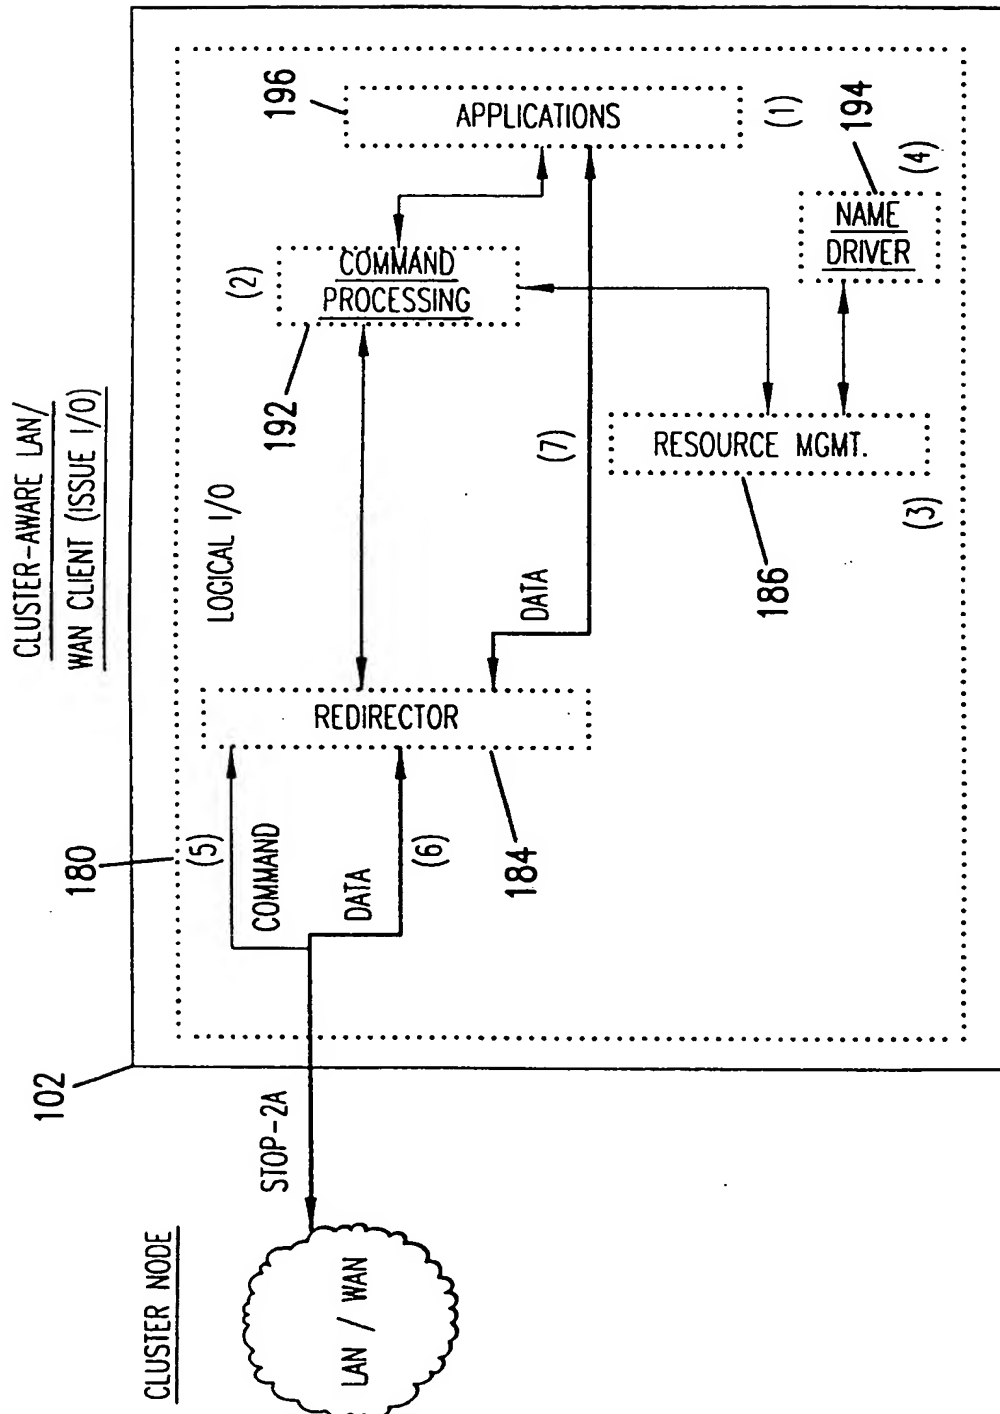 CLUSTER NODE
LAN / WAN
STOP-2A
102
180
CLUSTER-AWARE LAN/
WAN CLIENT (ISSUE I/O)
(5)
COMMAND
DATA
(6)
REDIRECTOR
184
LOGICAL I/O
DATA
(7)
192
(2)
COMMAND
PROCESSING
196
APPLICATIONS
(1)
RESOURCE MGMT.
(3)
186
NAME
DRIVER
(4)
194